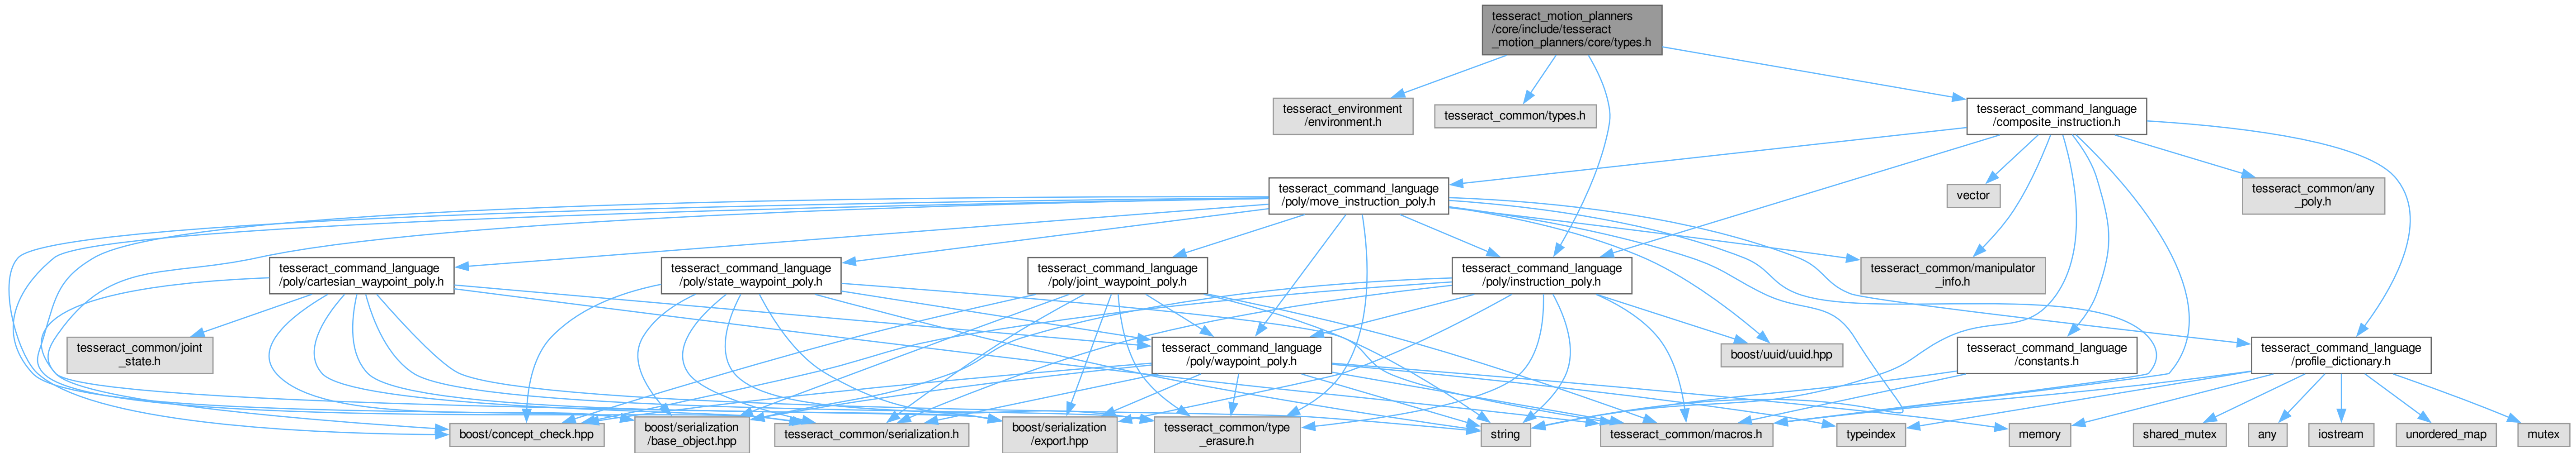 tesseract_motion_planners
/core/include/tesseract
_motion_planners/core/types.h
tesseract_environment
/environment.h
tesseract_common/types.h
tesseract_command_language
/composite_instruction.h
tesseract_command_language
/poly/move_instruction_poly.h
vector
tesseract_common/any
_poly.h
tesseract_command_language
/poly/cartesian_waypoint_poly.h
tesseract_command_language
/poly/state_waypoint_poly.h
tesseract_command_language
/poly/joint_waypoint_poly.h
tesseract_command_language
/poly/instruction_poly.h
tesseract_common/manipulator
_info.h
tesseract_common/joint
_state.h
tesseract_command_language
/poly/waypoint_poly.h
boost/uuid/uuid.hpp
tesseract_command_language
/constants.h
tesseract_command_language
/profile_dictionary.h
boost/concept_check.hpp
boost/serialization
/base_object.hpp
tesseract_common/serialization.h
boost/serialization
/export.hpp
tesseract_common/type
_erasure.h
string
tesseract_common/macros.h
typeindex
memory
shared_mutex
any
iostream
unordered_map
mutex